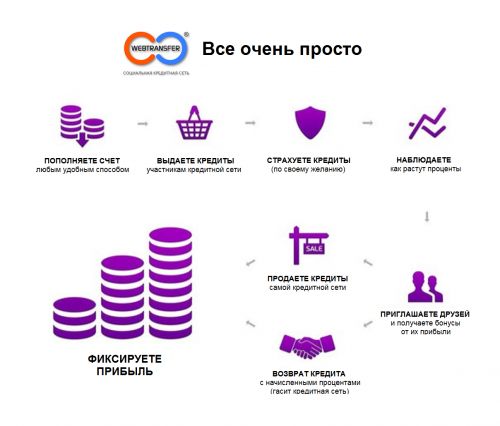 WEBTRANSFER
®
СОЦИАЛЬНАЯ КРЕДИТНАЯ СЕТЬ
Все очень просто
ПОПОЛНЯЕТЕ СЧЕТ
любым удобным способом
ВЫДАЕТЕ КРЕДИТЫ
участникам кредитной сети
СТРАХУЕТЕ КРЕДИТЫ
(по своему желанию)
НАБЛЮДАЕТЕ
как растут проценты
SALE
ПРОДАЕТЕ КРЕДИТЫ
самой кредитной сети
ПРИГЛАШАЕТЕ ДРУЗЕЙ
и получаете бонусы
от их прибыли
ВОЗВРАТ КРЕДИТА
с начисленными процентами
(гасит кредитная сеть)
ФИКСИРУЕТЕ
ПРИБЫЛЬ